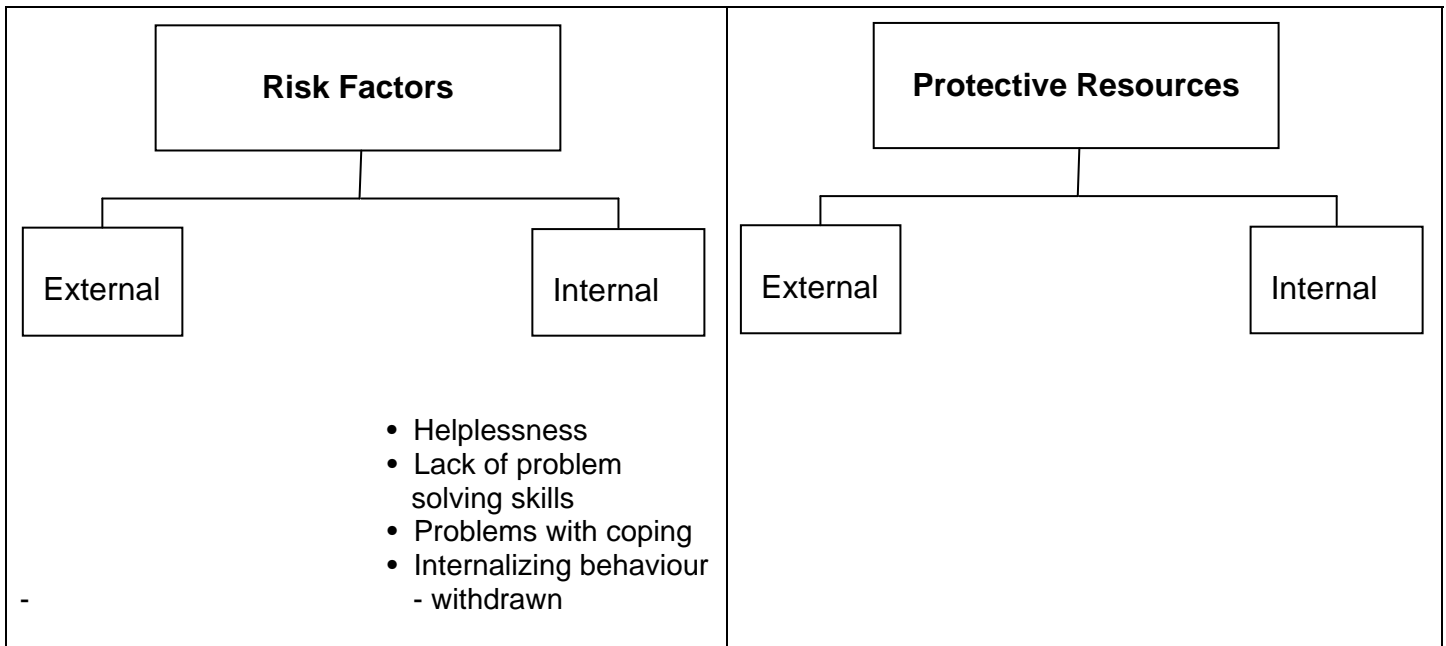 Risk Factors
External
Internal
• Helplessness
• Lack of problem
solving skills
• Problems with coping
• Internalizing behaviour
- - withdrawn
Protective Resources
External
Internal